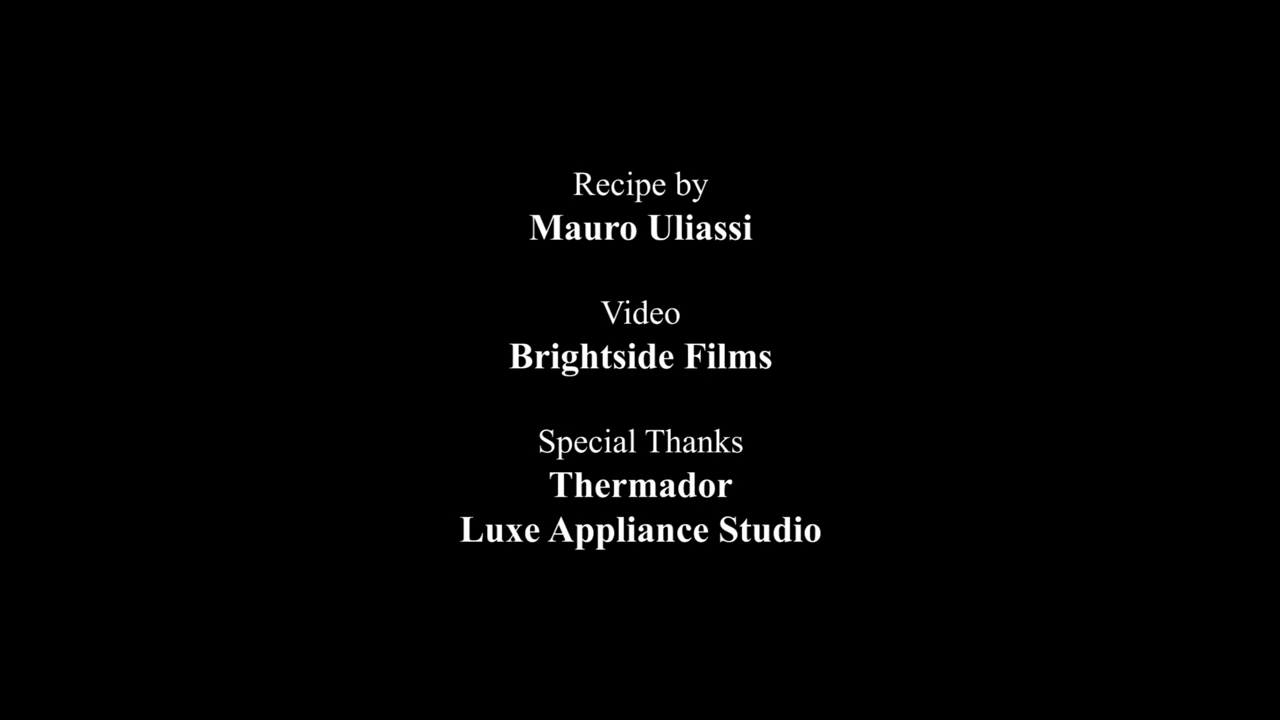 Recipe by
Mauro Uliassi
Video
Brightside Films
Special Thanks
Thermador
Luxe Appliance Studio